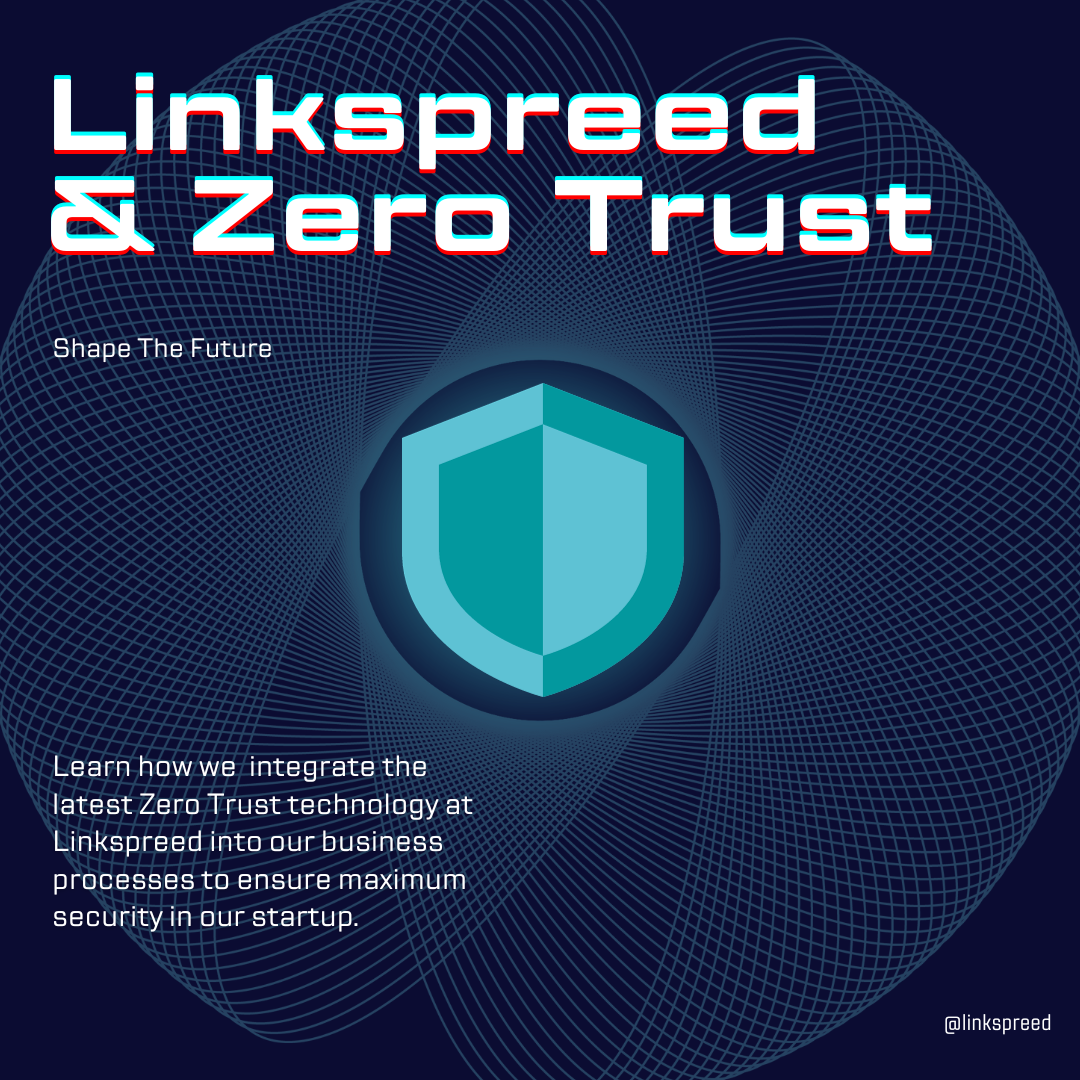 Linkspreed
& Zero Trust
Shape The Future
Learn how we  integrate the
latest Zero Trust technology at
Linkspreed into our business
processes to ensure maximum
security in our startup.
@linkspreed